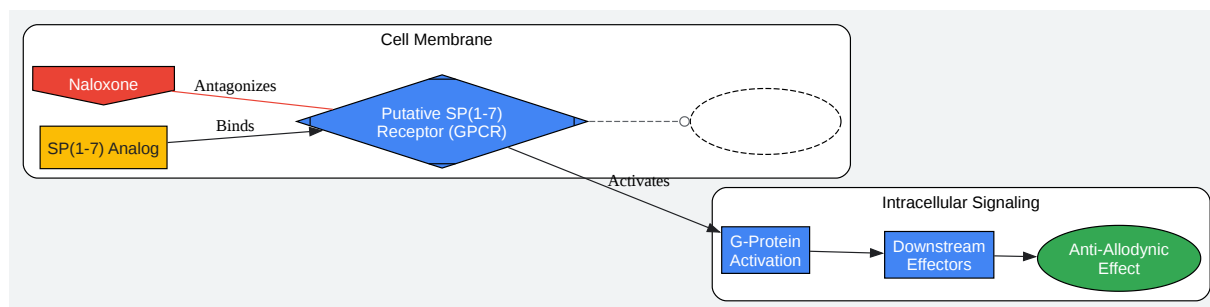 Cell Membrane
Naloxone
Antagonizes
Putative SP(1-7)
Receptor (GPCR)
Binds
SP(1-7) Analog
Activates
Intracellular Signaling
G-Protein
Activation
Downstream
Effectors
Anti-Allodynic
Effect